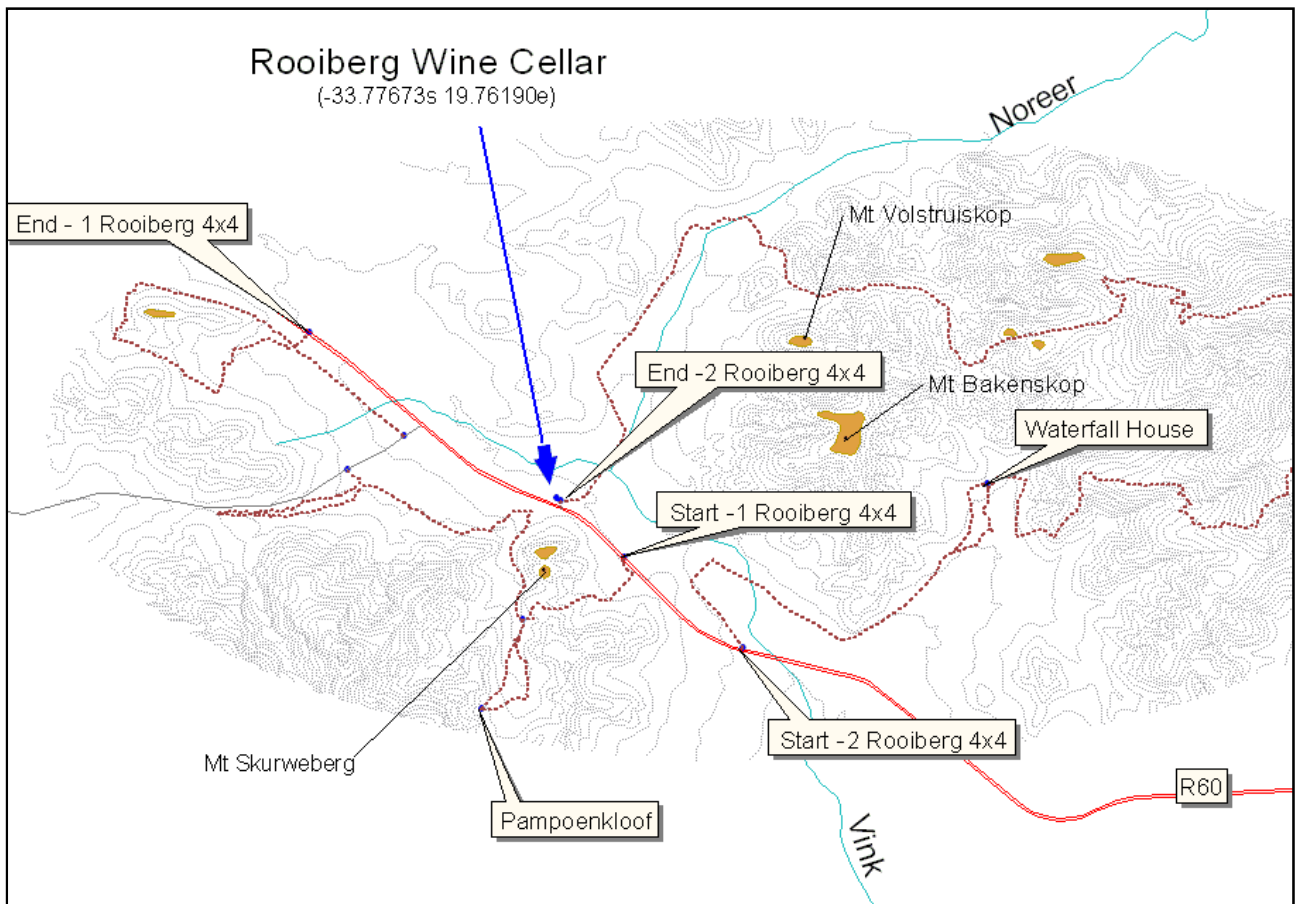 Rooiberg Wine Cellar
(-33.77673s 19.76190e)
Noreer
End - 1 Rooiberg 4x4
Mt Volstruiskop
End -2 Rooiberg 4x4
Mt Bakenskop
Waterfall House
Start -1 Rooiberg 4x4
Start -2 Rooiberg 4x4
Mt Skurweberg
R60
Pampoenkloof
Vink